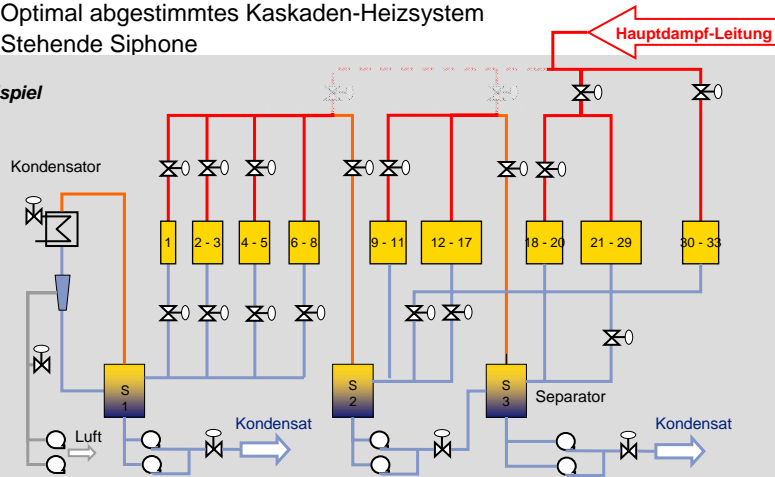 Optimal abgestimmtes Kaskaden-Heizsystem
Stehende Siphone
Hauptdampf-Leitung
spiel
Kondensator
1
2 - 3
4 - 5
6 - 8
9 - 11
12 - 17
18 - 20
21 - 29
30 - 33
S
1
S
2
S
3
Separator
Luft
Kondensat
Kondensat